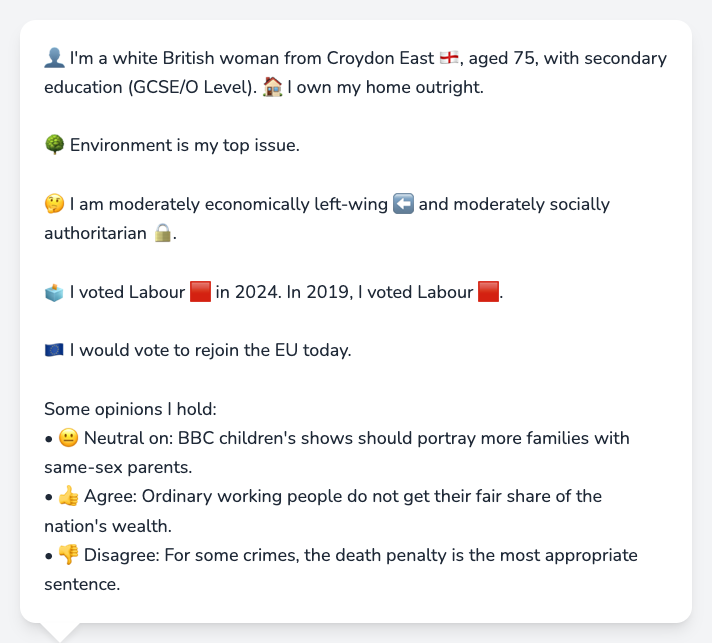 👤 I'm a white British woman from Croydon East 🏴󠁧󠁢󠁥󠁮󠁧󠁿, aged 75, with secondary
education (GCSE/O Level). 🏠 I own my home outright.
🌳 Environment is my top issue.
🤔 I am moderately economically left-wing ⬅️ and moderately socially
authoritarian 🔒.
🗳️ I voted Labour 🟥 in 2024. In 2019, I voted Labour 🟥.
🇪🇺 I would vote to rejoin the EU today.
Some opinions I hold:
• 😐 Neutral on: BBC children's shows should portray more families with
same-sex parents.
• 👍 Agree: Ordinary working people do not get their fair share of the
nation's wealth.
• 👎 Disagree: For some crimes, the death penalty is the most appropriate
sentence.